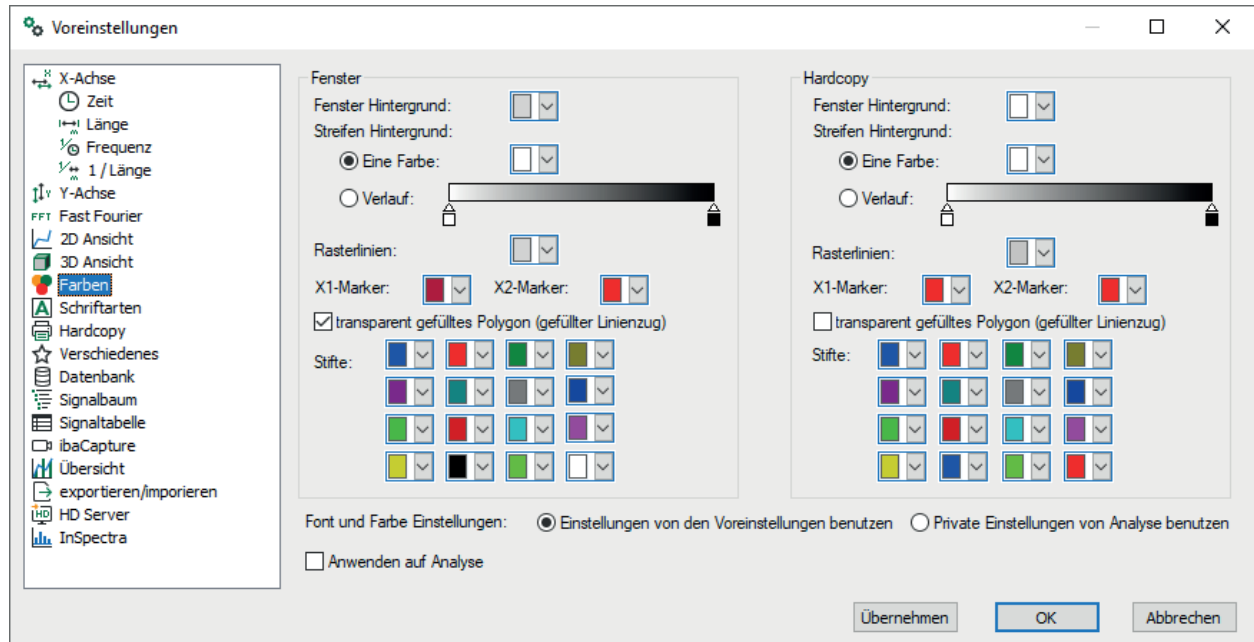 Voreinstellungen
X-Achse
Zeit
Länge
Frequenz
1 / Länge
Y-Achse
FFT Fast Fourier
2D Ansicht
3D Ansicht
Farben
Schriftarten
Hardcopy
Verschiedenes
Datenbank
Signalbaum
Signaltabelle
ibaCapture
Übersicht
exportieren/imporieren
HD Server
InSpectra
Fenster
Fenster Hintergrund:
Streifen Hintergrund:
Eine Farbe:
Verlauf:
Rasterlinien:
X1-Marker: X2-Marker:
transparent gefülltes Polygon (gefüllter Linienzug)
Stifte:
Hardcopy
Fenster Hintergrund:
Streifen Hintergrund:
Eine Farbe:
Verlauf:
Rasterlinien:
X1-Marker: X2-Marker:
transparent gefülltes Polygon (gefüllter Linienzug)
Stifte:
Font und Farbe Einstellungen: Einstellungen von den Voreinstellungen benutzen Private Einstellungen von Analyse benutzen
Anwenden auf Analyse
Übernehmen OK Abbrechen